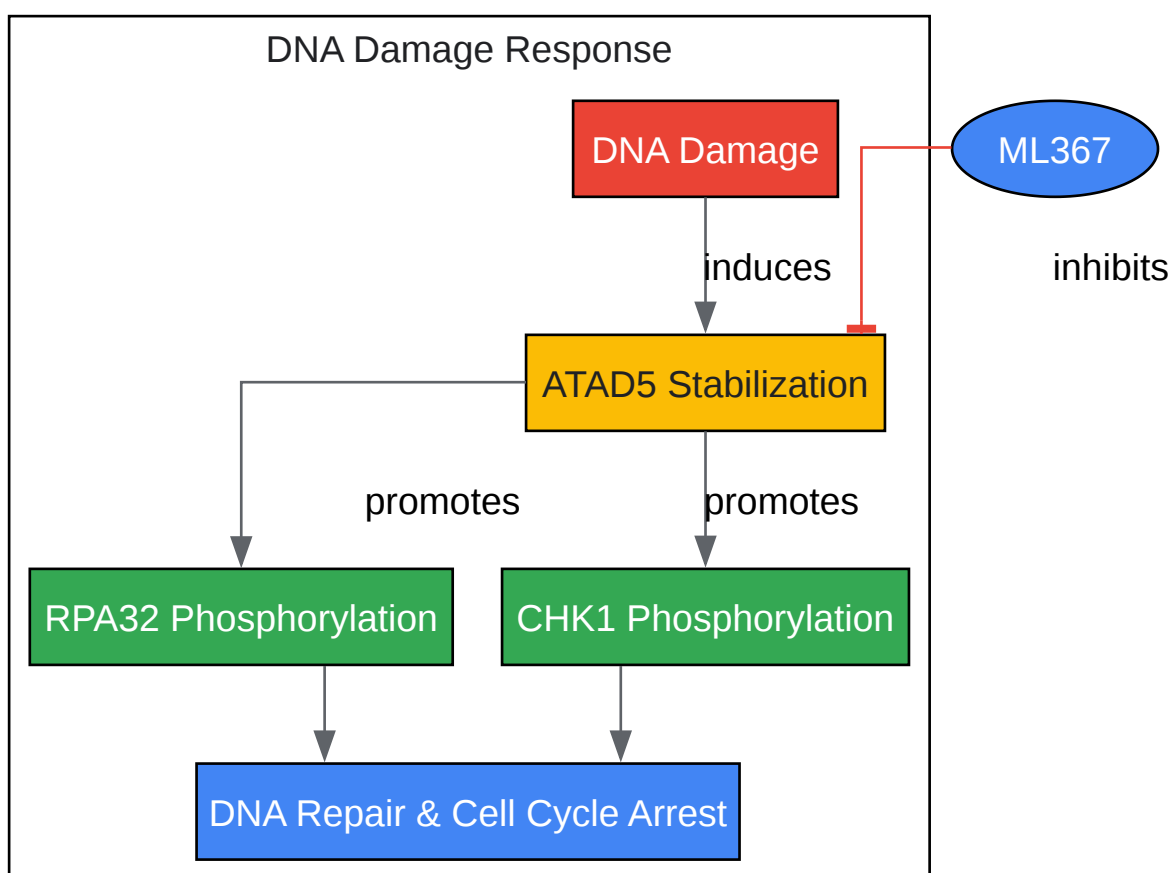 DNA Damage Response
DNA Damage
ML367
induces
inhibits
ATAD5 Stabilization
promotes
promotes
RPA32 Phosphorylation
CHK1 Phosphorylation
DNA Repair & Cell Cycle Arrest